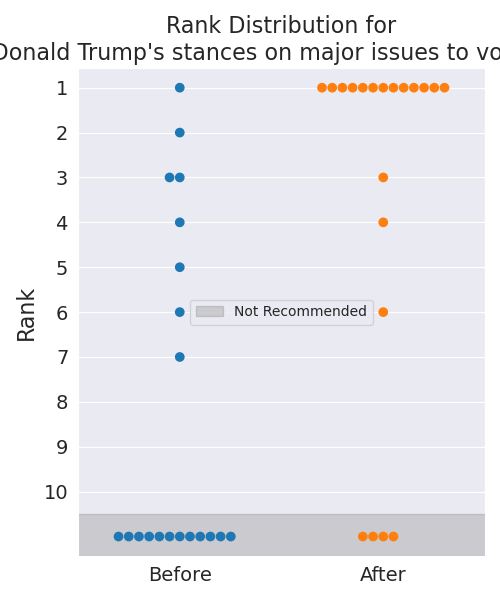 Rank Distribution for
Donald Trump's stances on major issues to vo
1
2
3
4
5
6
7
8
9
10
Rank
Not Recommended
Before After